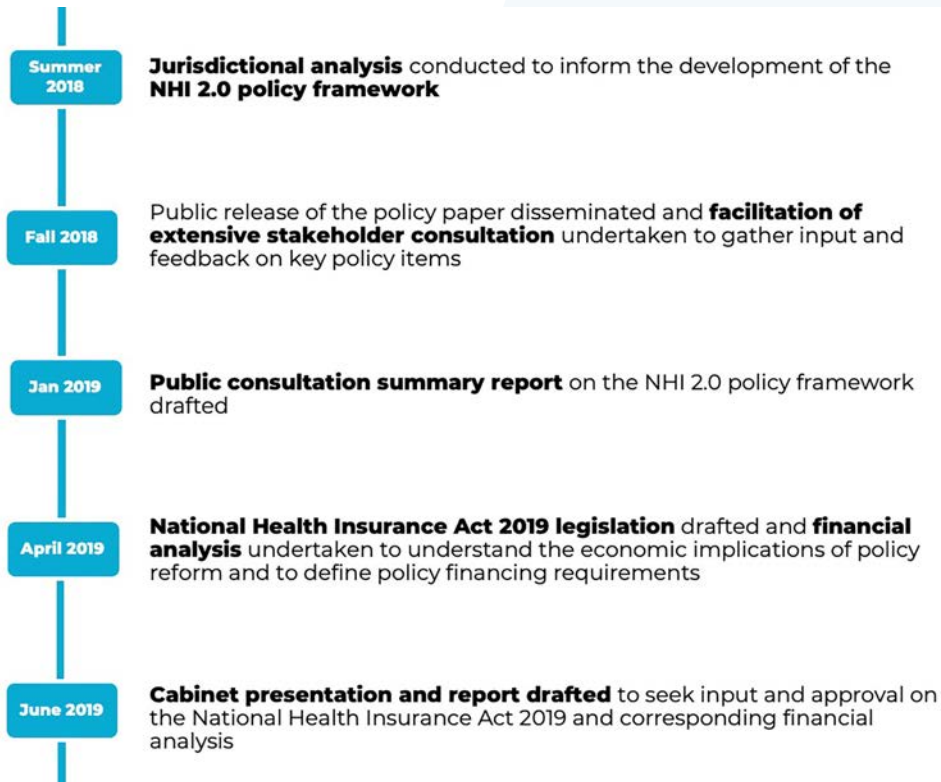 Summer
2018
Jurisdictional analysis conducted to inform the development of the
NHI 2.0 policy framework
Fall 2018
Public release of the policy paper disseminated and facilitation of
extensive stakeholder consultation undertaken to gather input and
feedback on key policy items
Jan 2019
Public consultation summary report on the NHI 2.0 policy framework
drafted
April 2019
National Health Insurance Act 2019 legislation drafted and financial
analysis undertaken to understand the economic implications of policy
reform and to define policy financing requirements
June 2019
Cabinet presentation and report drafted to seek input and approval on
the National Health Insurance Act 2019 and corresponding financial
analysis